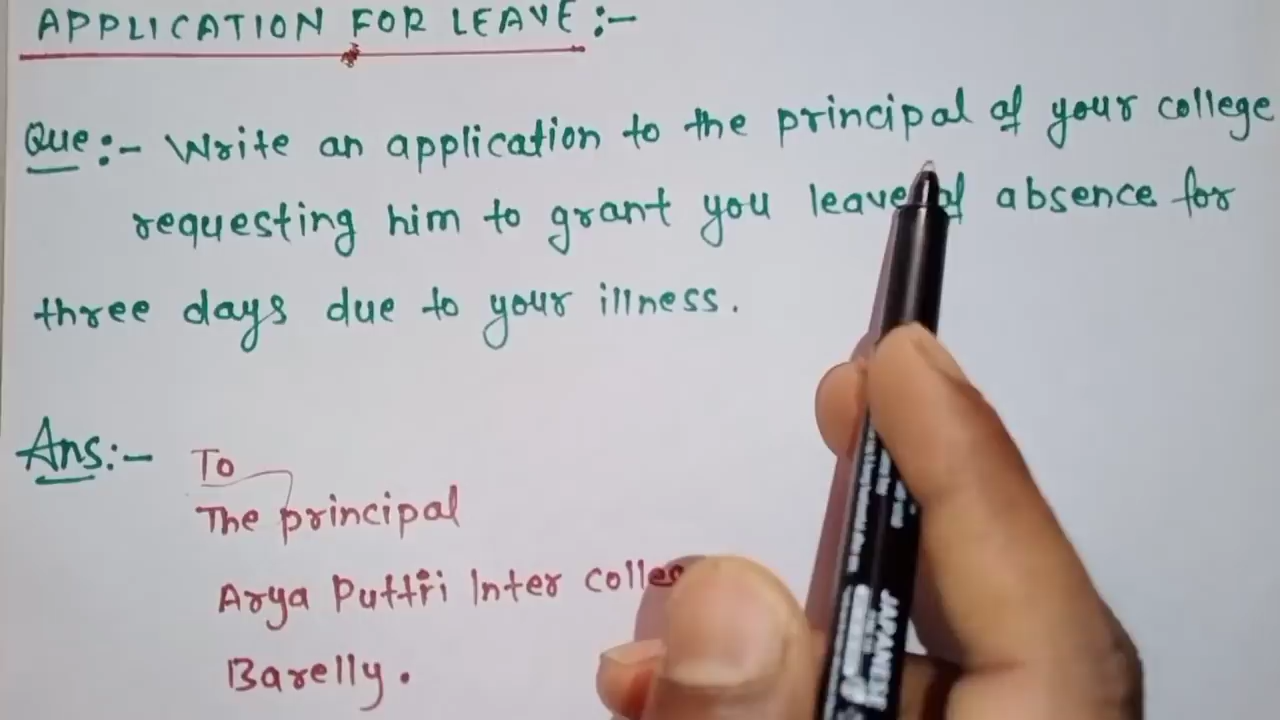 APPLICATION FOR LEAVE :-
Que :- Write an application to the principal of your college
requesting him to grant you leave of absence for
three days due to your illness.
Ans :- To
The principal
Arya Puttri Inter
Barelly.
JAPAN